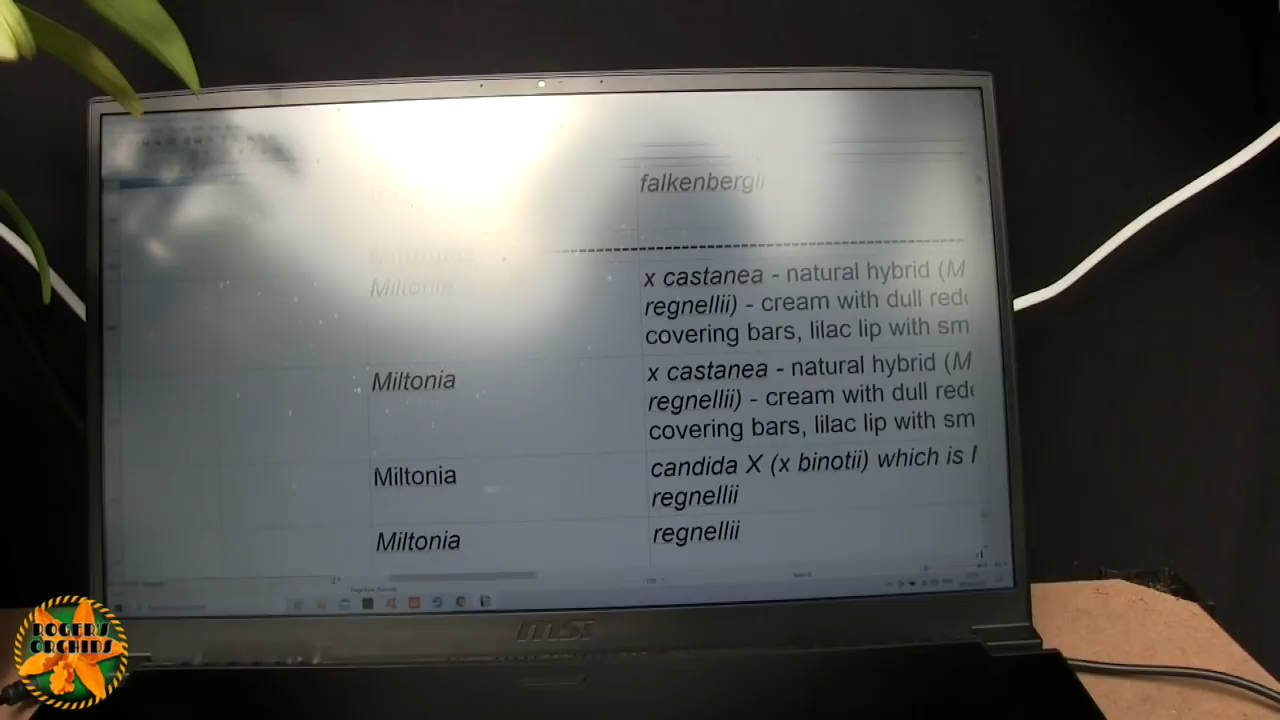 falkenbergii
Miltonia
x castanea - natural hybrid (M
regnellii) - cream with dull redd
covering bars, lilac lip with sm
Miltonia
x castanea - natural hybrid (M
regnellii) - cream with dull redd
covering bars, lilac lip with sm
Miltonia
candida X (x binotii) which is
regnellii
Miltonia
regnellii
msi
ROGER'S
ORCHIDS